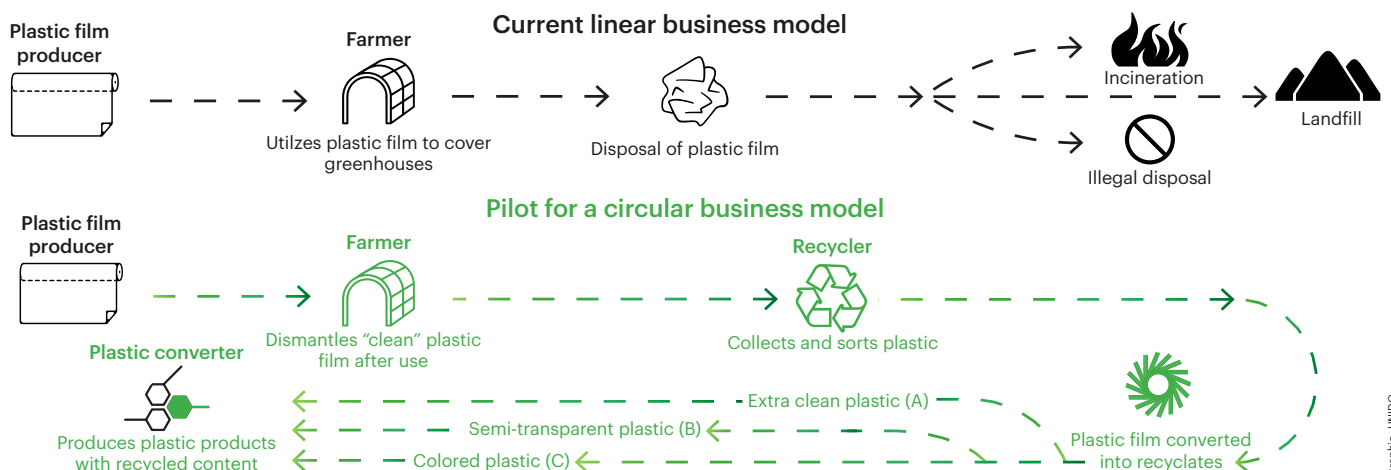 Current linear business model
Plastic film
producer
Farmer
Utilzes plastic film to cover
greenhouses
Disposal of plastic film
Incineration
Landfill
Illegal disposal
Pilot for a circular business model
Plastic film
producer
Farmer
Dismantles “clean” plastic
film after use
Recycler
Collects and sorts plastic
Plastic film converted
into recyclates
Extra clean plastic (A)
Semi-transparent plastic (B)
Colored plastic (C)
Plastic converter
Produces plastic products
with recycled content